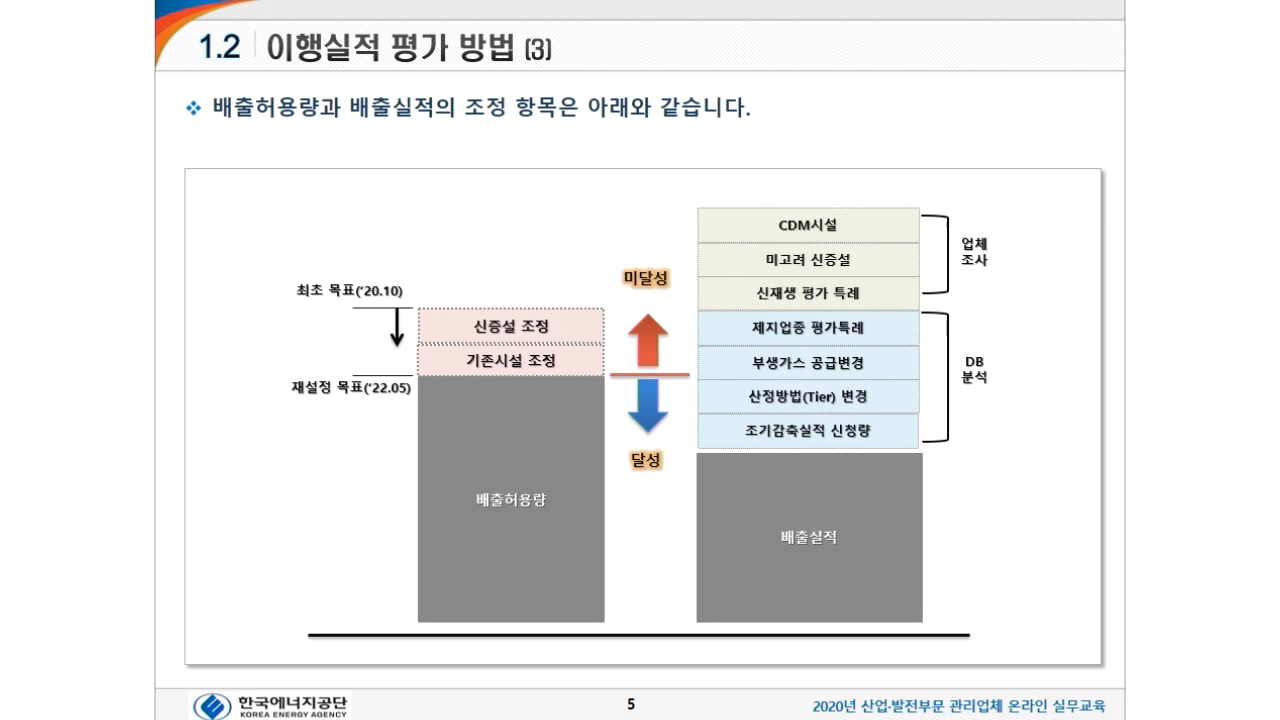 1.2 이행실적 평가 방법 (3)
❖ 배출허용량과 배출실적의 조정 항목은 아래와 같습니다.
최초 목표('20.10)
재설정 목표('22.05)
신증설 조정
기존시설 조정
배출허용량
미달성
달성
CDM시설
미고려 신증설
신재생 평가 특례
제지업종 평가특례
부생가스 공급변경
산정방법(Tier) 변경
조기감축실적 신청량
배출실적
업체
조사
DB
분석
한국에너지공단
KOREA ENERGY AGENCY
5
2020년 산업·발전부문 관리업체 온라인 실무교육